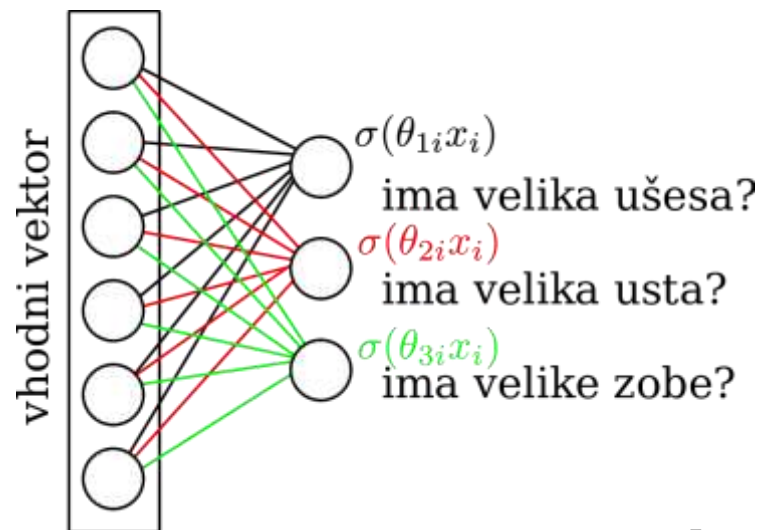 vhodni vektor
σ(θ₁ᵢxᵢ)
ima velika ušesa?
σ(θ₂ᵢxᵢ)
ima velika usta?
σ(θ₃ᵢxᵢ)
ima velike zobe?